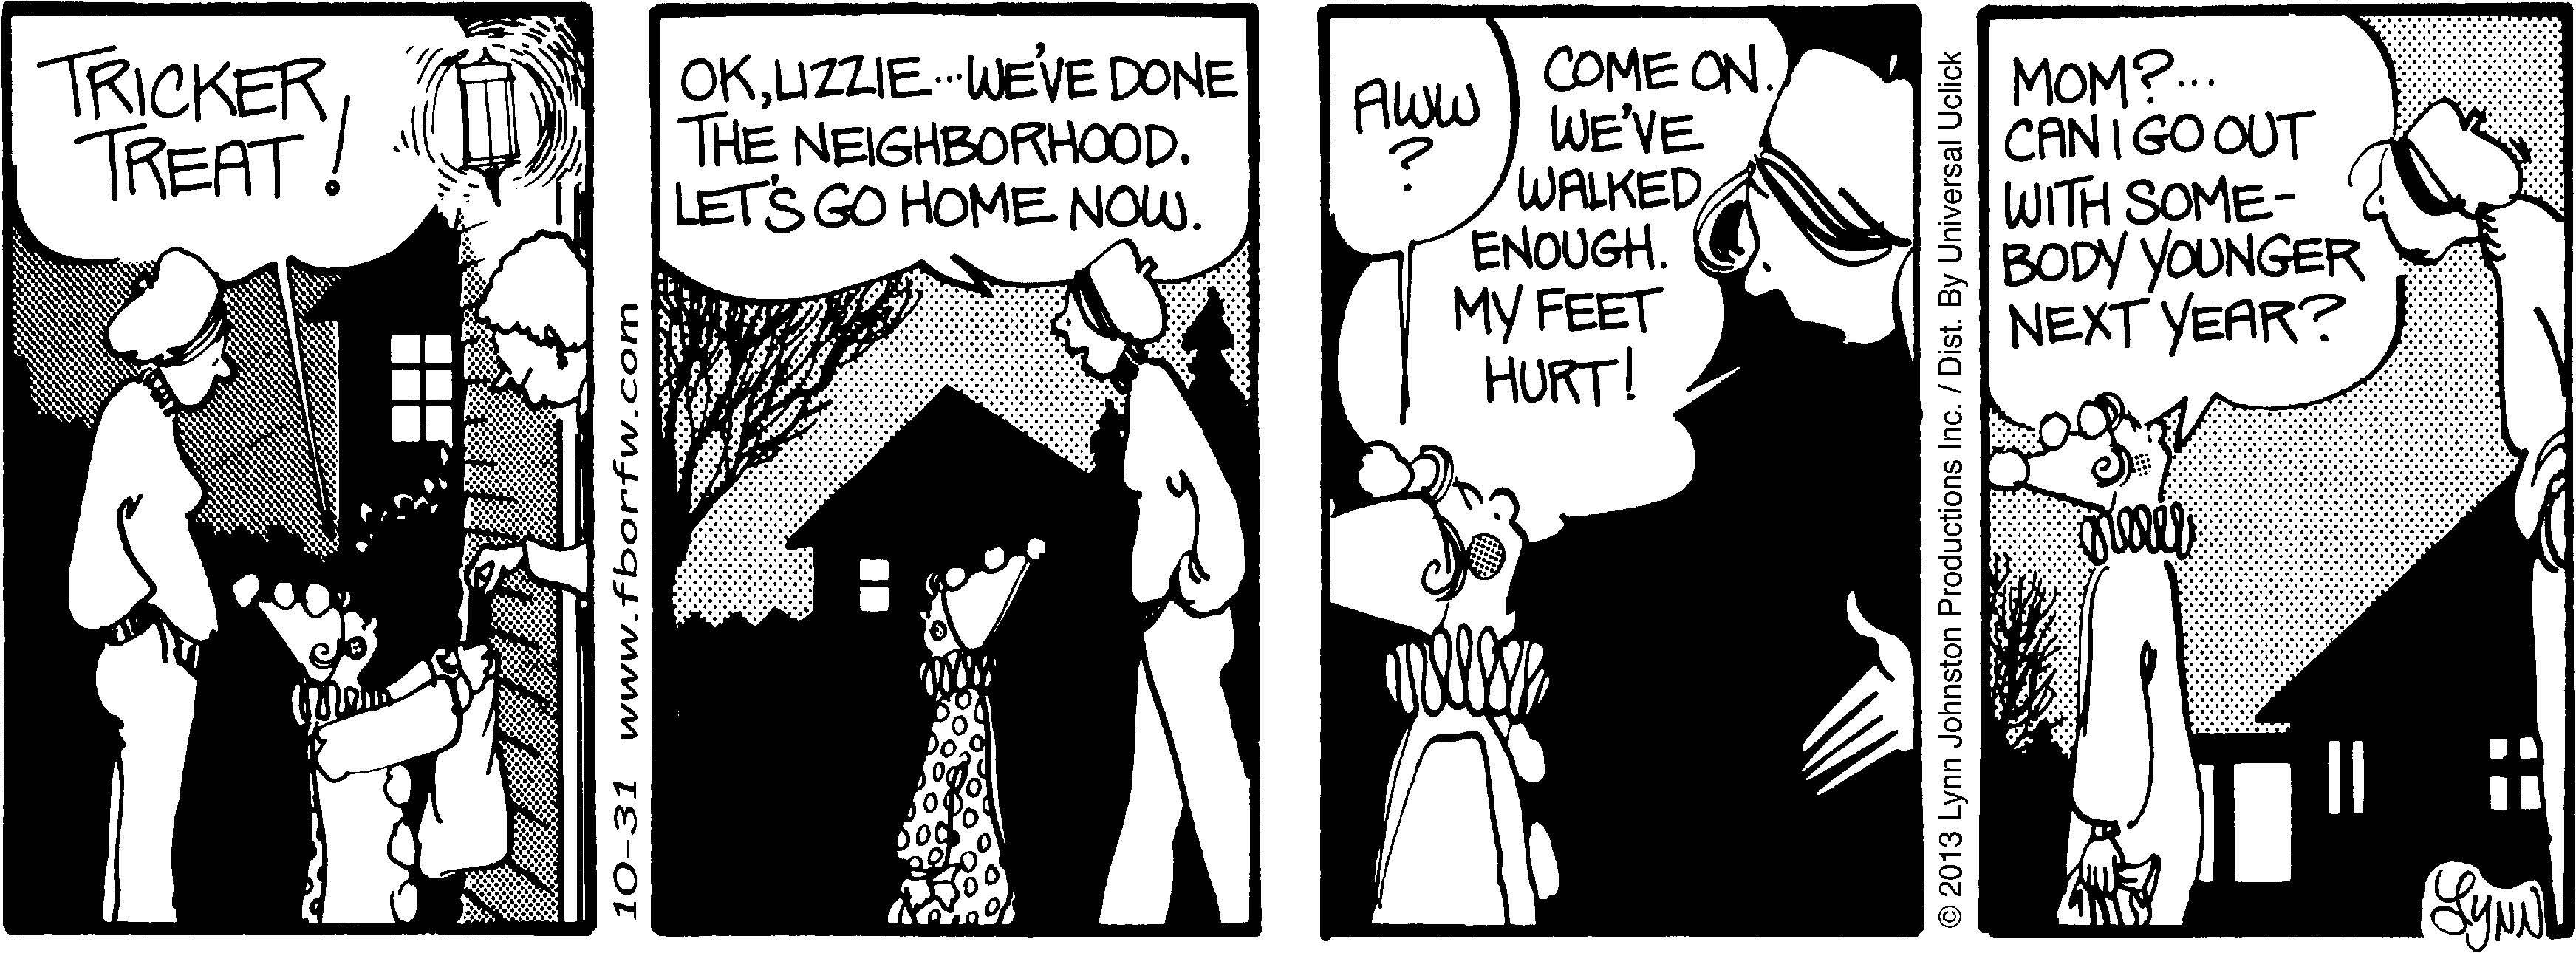 TRICKER
TREAT!
10-31 www.fborfw.com
OK, LIZZIE...WE'VE DONE
THE NEIGHBORHOOD.
LET'S GO HOME NOW.
AWW
?
COME ON.
WE'VE
WALKED
ENOUGH.
MY FEET
HURT!
© 2013 Lynn Johnston Productions Inc. / Dist. By Universal Uclick
MOM?...
CAN I GO OUT
WITH SOME-
BODY YOUNGER
NEXT YEAR?
LYNN